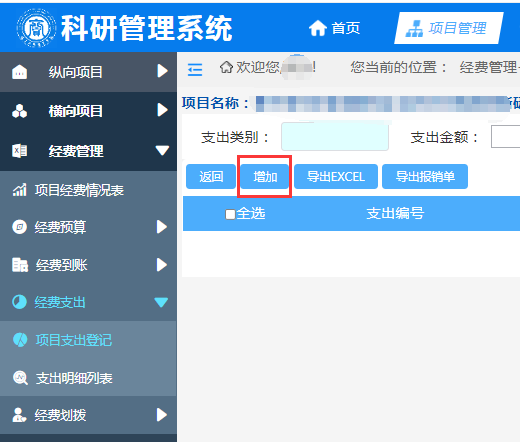 科研管理系统 首页 项目管理
纵向项目
横向项目
经费管理
项目经费情况表
经费预算
经费到账
经费支出
项目支出登记
支出明细列表
经费划拨
欢迎您, ! 您当前的位置： 经费管理
项目名称：
支出类别： 支出金额：
返回 增加 导出EXCEL 导出报销单
全选 支出编号